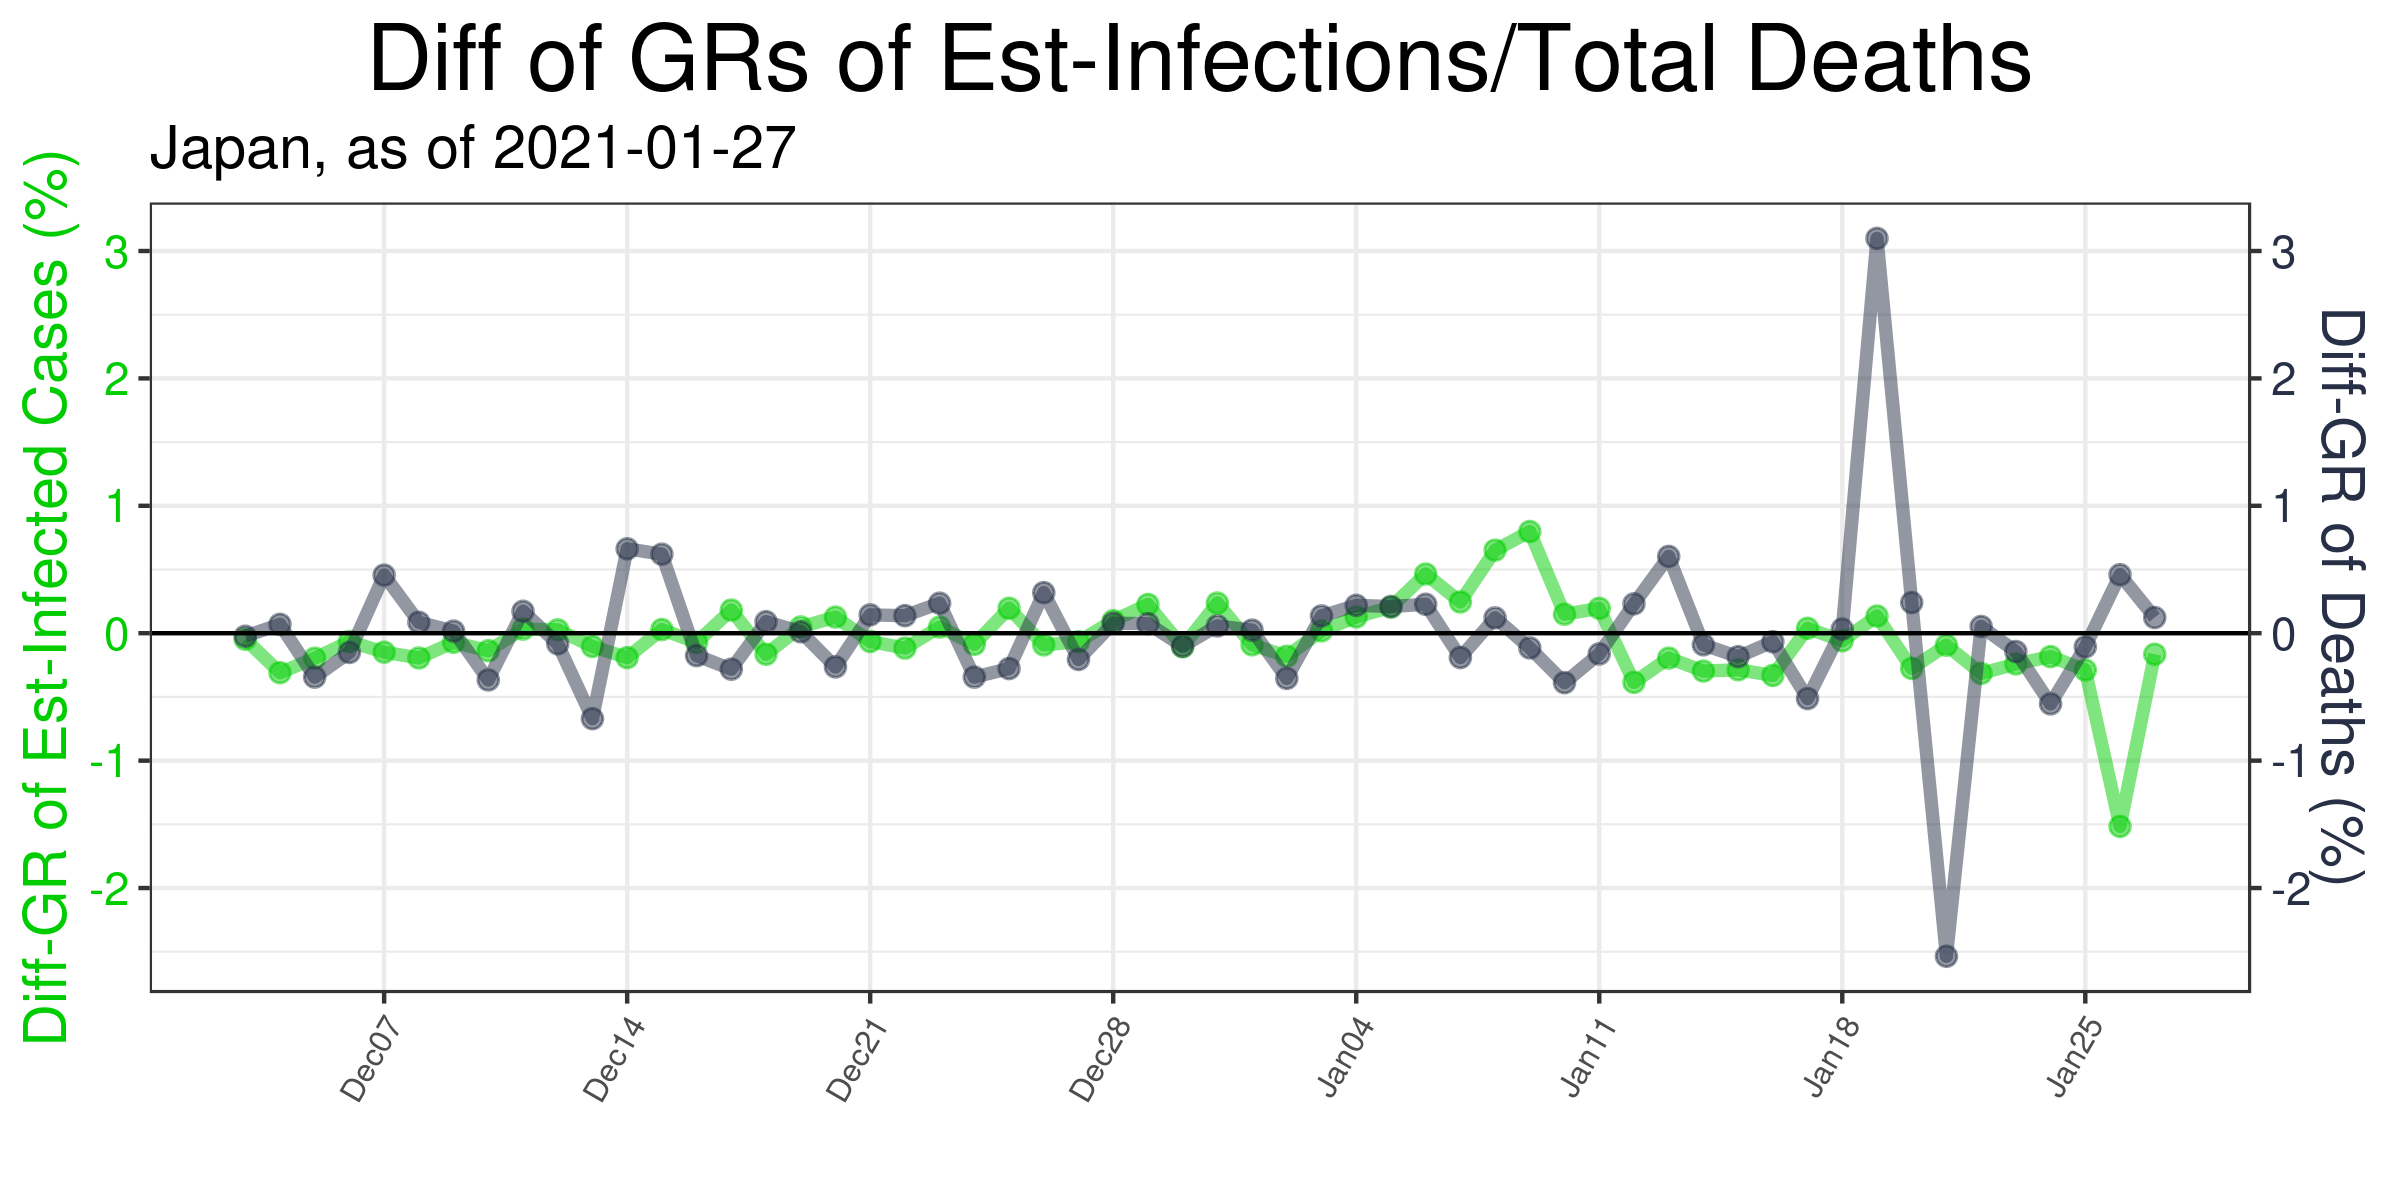 Diff of GRs of Est-Infections/Total Deaths
Japan, as of 2021-01-27
Diff-GR of Est-Infected Cases (%)
3
2
1
0
-1
-2
3
2
1
0
-1
-2
Diff-GR of Deaths (%)
Dec07
Dec14
Dec21
Dec28
Jan04
Jan11
Jan18
Jan25